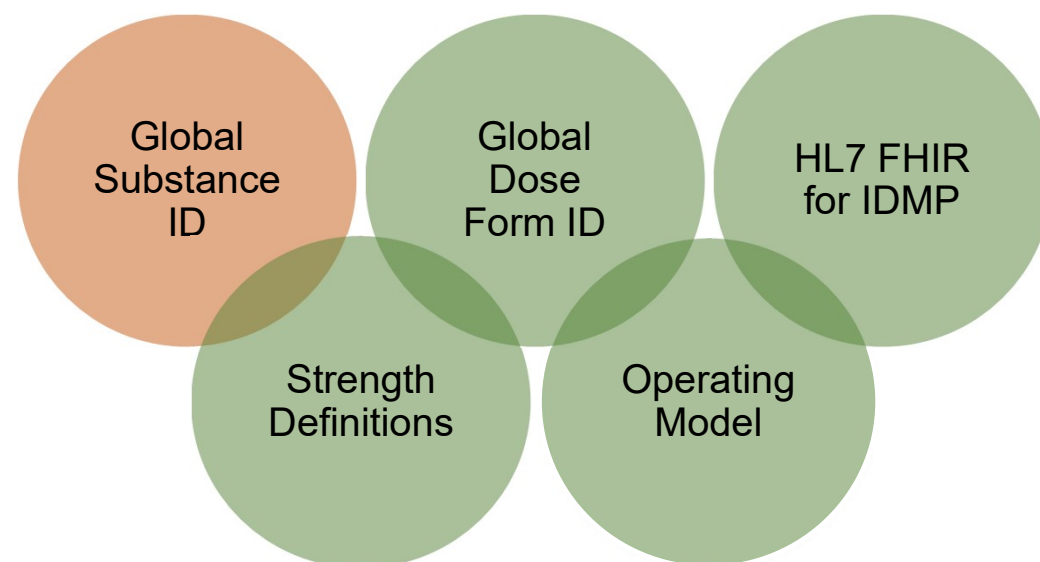 Global
Substance
ID
Global
Dose
Form ID
HL7 FHIR
for IDMP
Strength
Definitions
Operating
Model